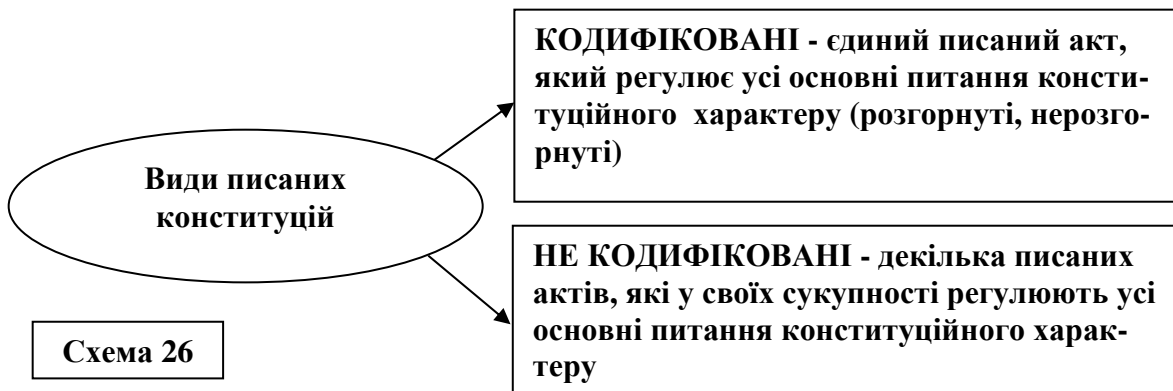 КОДИФІКОВАНІ - єдиний писаний акт,
який регулює усі основні питання консти-
туційного характеру (розгорнуті, нерозго-
рнуті)
Види писаних
конституцій
НЕ КОДИФІКОВАНІ - декілька писаних
актів, які у своїх сукупності регулюють усі
основні питання конституційного харак-
теру
Схема 26